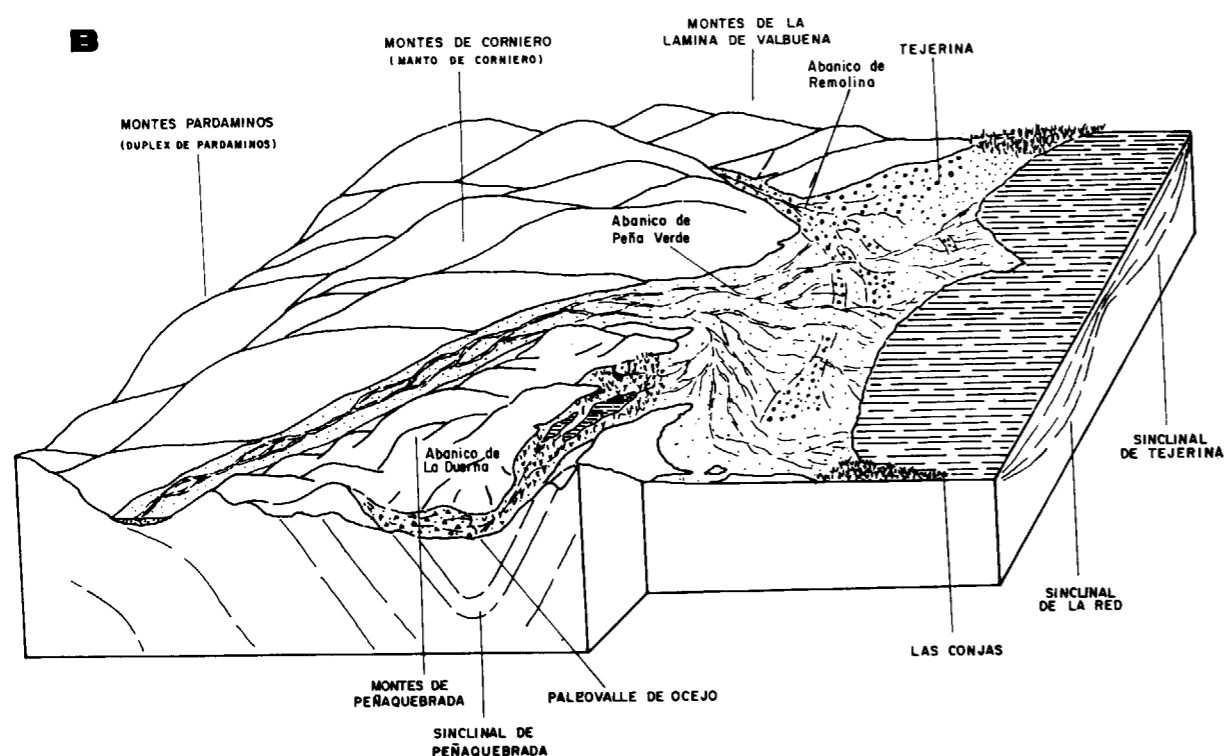 B
MONTES DE CORNIERO
(MANTO DE CORNIERO)
MONTES DE LA
LAMINA DE VALBUENA
TEJERINA
Abanico de
Remolina
MONTES PARDAMINOS
(DUPLEX DE PARDAMINOS)
Abanico de
Peña Verde
Abanico de
La Duerna
SINCLINAL
DE TEJERINA
SINCLINAL
DE LA RED
LAS CONJAS
MONTES DE
PEÑAQUEBRADA
PALEOVALLE DE OCEJO
SINCLINAL DE
PEÑAQUEBRADA